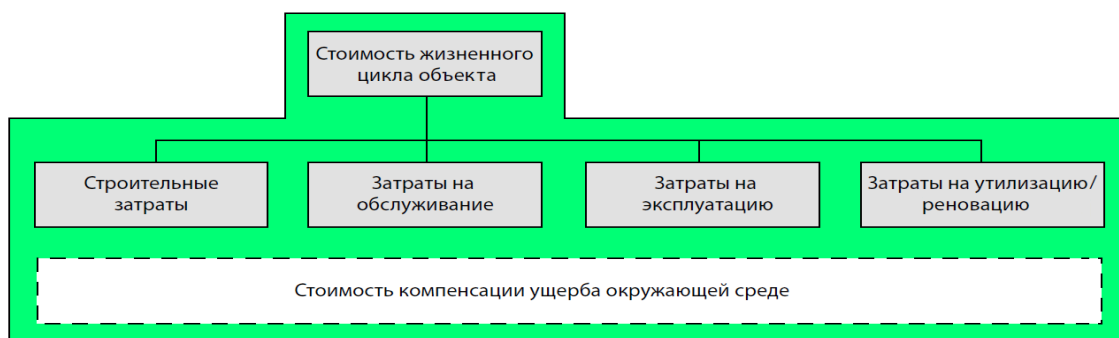 Стоимость жизненного
цикла объекта
Строительные
затраты
Затраты на
обслуживание
Затраты на
эксплуатацию
Затраты на утилизацию/
реновацию
Стоимость компенсации ущерба окружающей среде